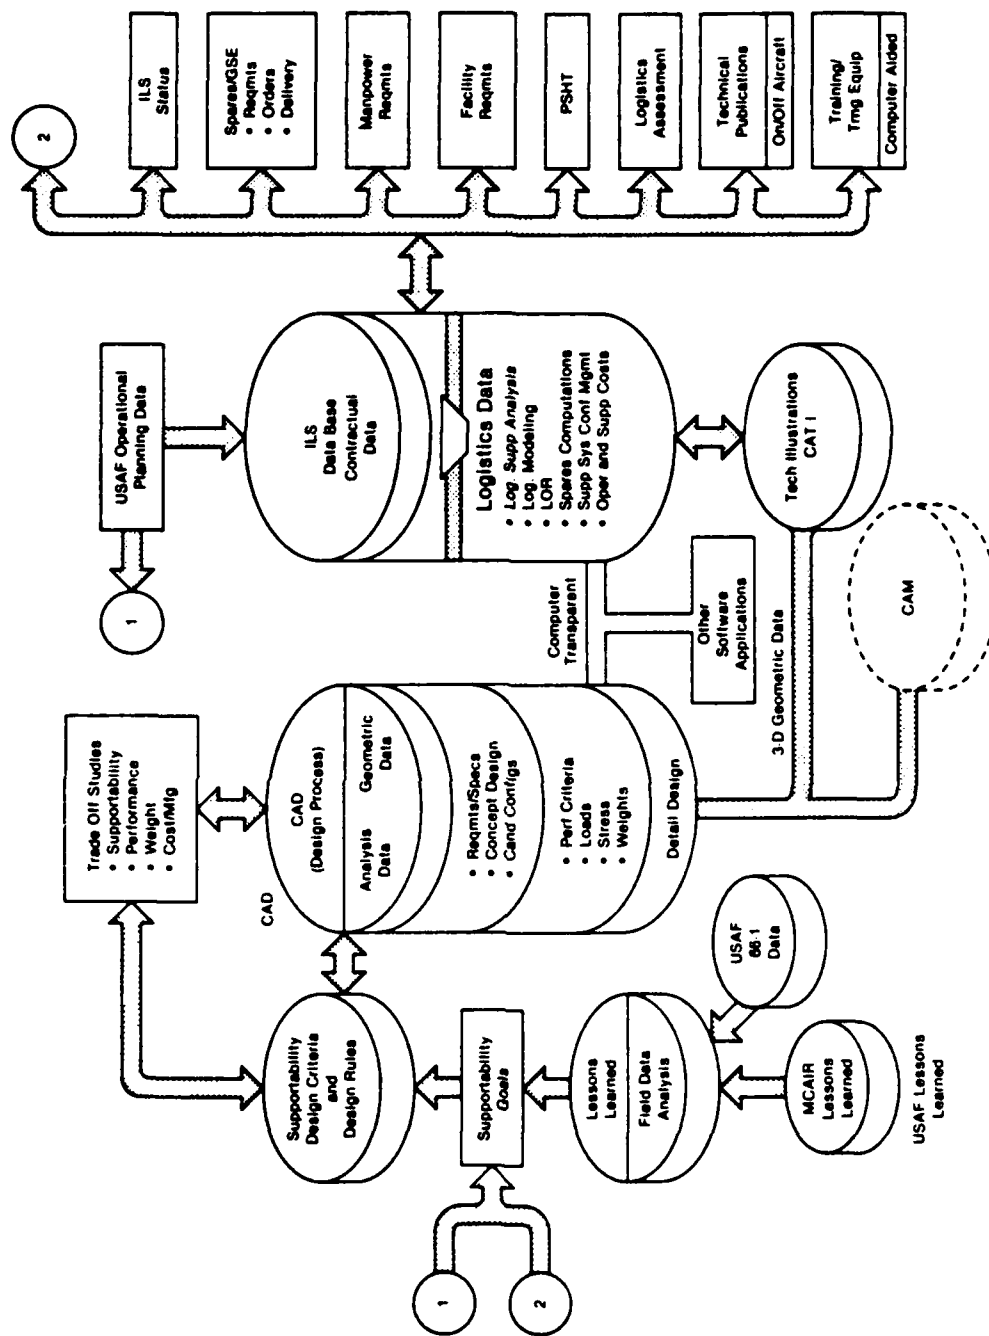 1
2
Supportability
Goals
Supportability
Design Criteria
and
Design Rules
Lessons
Learned
Field Data
Analysis
MCAIR
Lessons
Learned
USAF Lessons
Learned
USAF
66-1
Data
Trade Off Studies
• Supportability
• Performance
• Weight
• Cost/Mfg
CAD
CAD
(Design Process)
Analysis
Data
Geometric
Data
• Reqmts/Specs
• Concept Design
• Cand Configs
• Perf Criteria
• Loads
• Stress
• Weights
Detail Design
1
USAF Operational
Planning Data
Computer
Transparent
Other
Software
Applications
3-D Geometric Data
CAM
ILS
Data Base
Contractual
Data
Logistics Data
• Log. Supp Analysis
• Log. Modeling
• LOR
• Spares Computations
• Supp Sys Conf Mgmt
• Oper and Supp Costs
Tech Illustrations
CAT I
2
ILS
Status
Spares/GSE
• Reqmts
• Orders
• Delivery
Manpower
Reqmts
Facility
Reqmts
PSHT
Logistics
Assessment
Technical
Publications
On/Off Aircraft
Training/
Trng Equip
Computer Aided